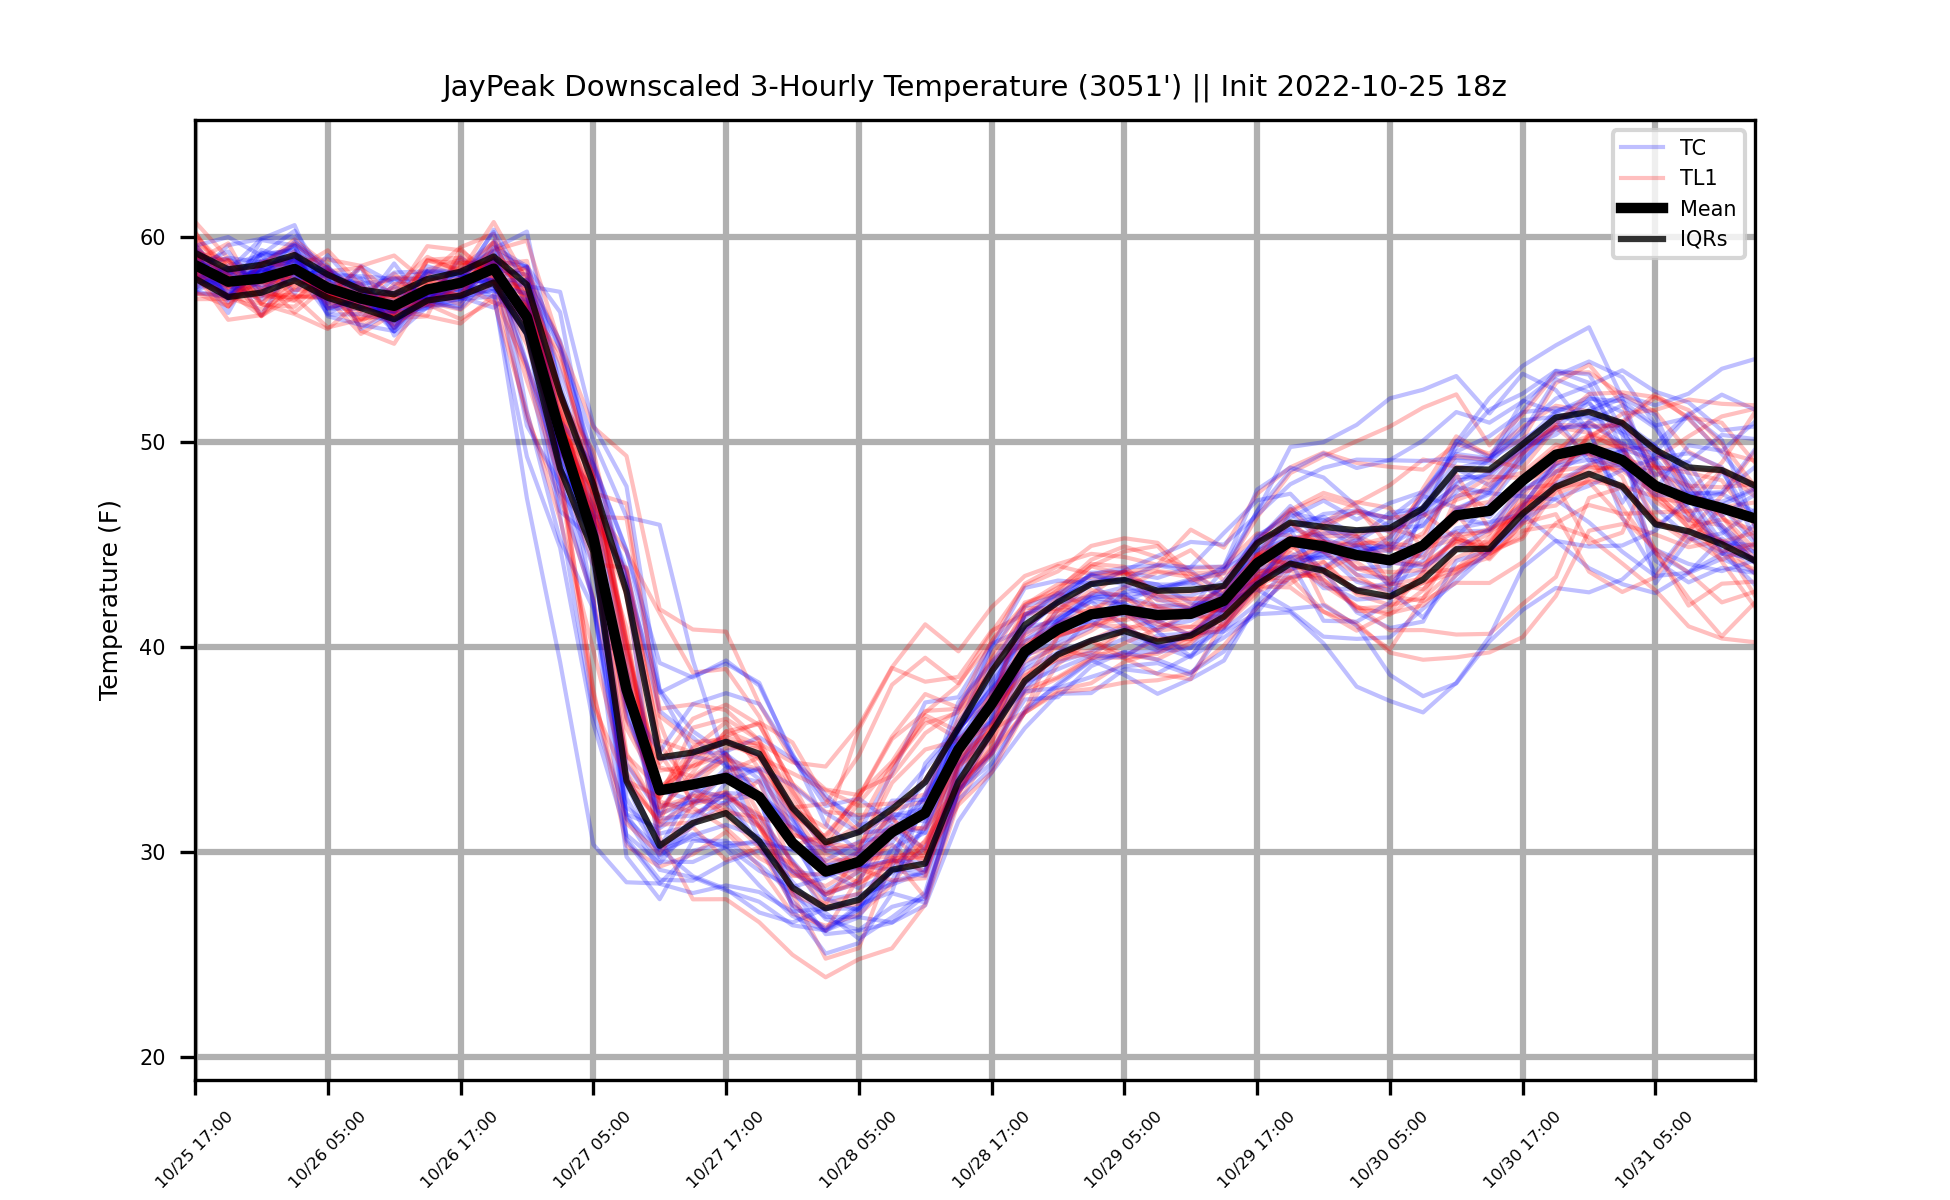 JayPeak Downscaled 3-Hourly Temperature (3051') || Init 2022-10-25 18z
TC
TL1
Mean
IQRs
Temperature (F)
60
50
40
30
20
10/25 17:00
10/26 05:00
10/26 17:00
10/27 05:00
10/27 17:00
10/28 05:00
10/28 17:00
10/29 05:00
10/29 17:00
10/30 05:00
10/30 17:00
10/31 05:00